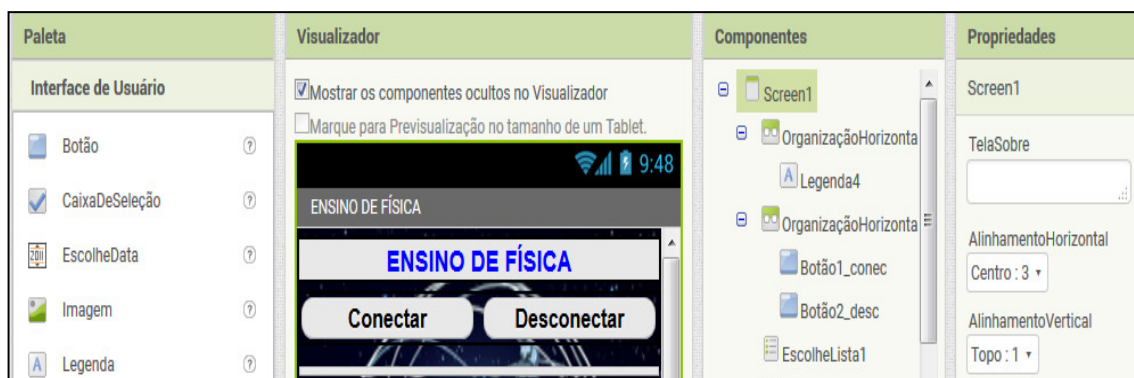 Paleta
Interface de Usuário
Botão
?
CaixaDeSeleção
?
2011
EscolheData
?
Imagem
?
A
Legenda
?
Visualizador
Mostrar os componentes ocultos no Visualizador
Marque para Previsualização no tamanho de um Tablet.
9:48
ENSINO DE FÍSICA
ENSINO DE FÍSICA
Conectar
Desconectar
Componentes
Screen1
OrganizaçãoHorizonta
A
Legenda4
OrganizaçãoHorizonta
Botão1_conec
Botão2_desc
EscolheLista1
Propriedades
Screen1
TelaSobre
AlinhamentoHorizontal
Centro : 3
AlinhamentoVertical
Topo : 1